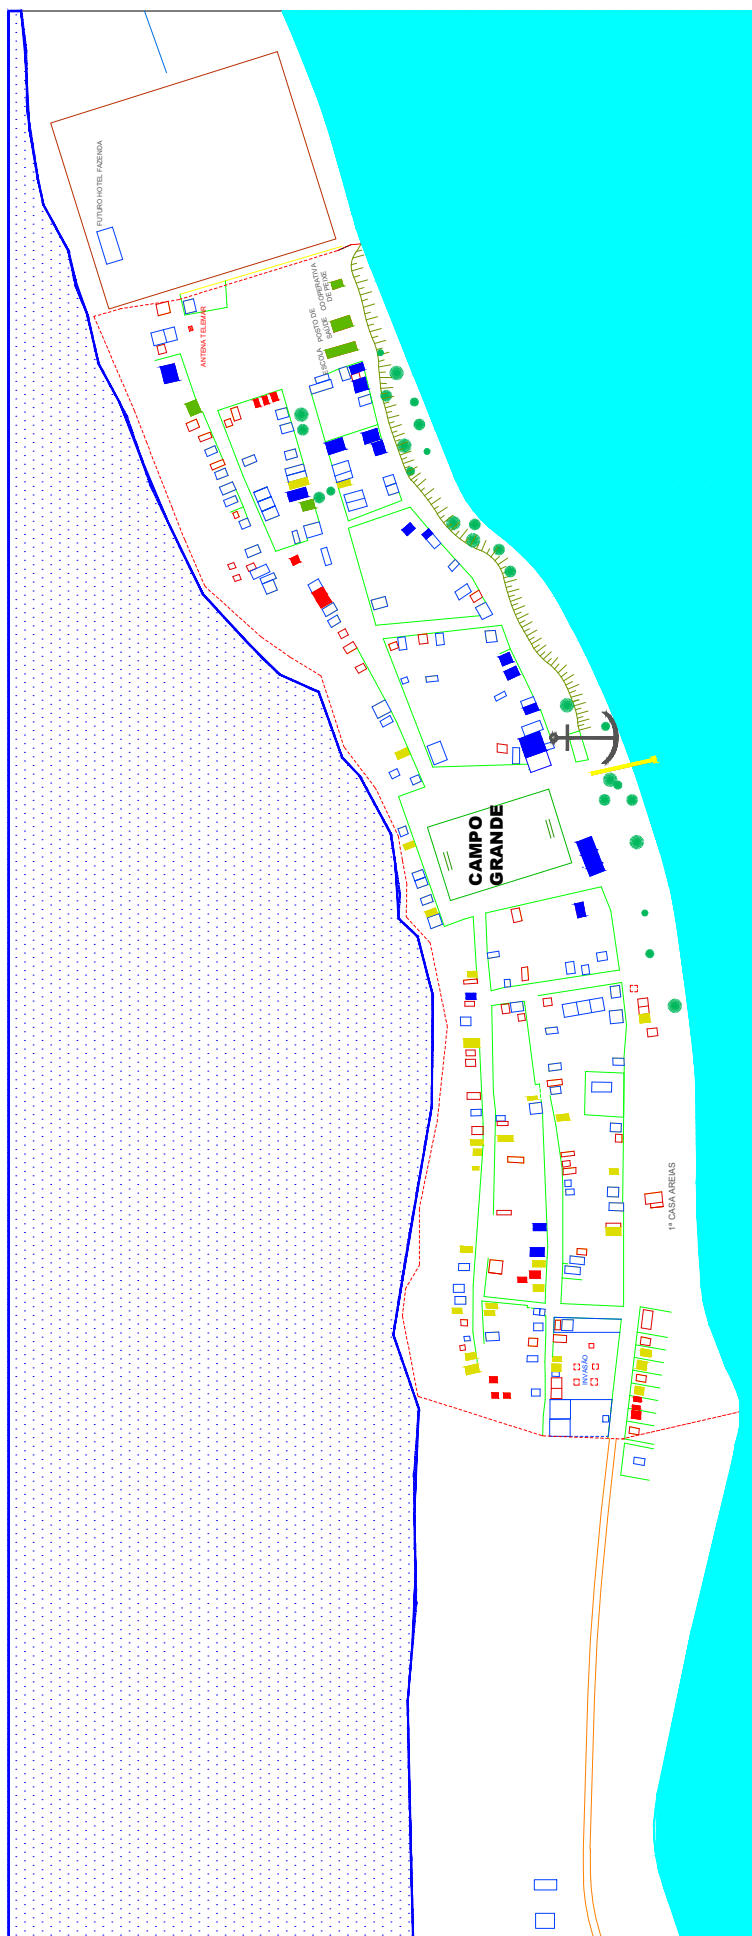 FUTURO HOTEL FAZENDA
ANTENA TELEMAR
ESCOLA
POSTO DE
SAÚDE
COOPERATIVA
DE PEIXE
CAMPO
GRANDE
1ª CASA AREIAS
INVASÃO